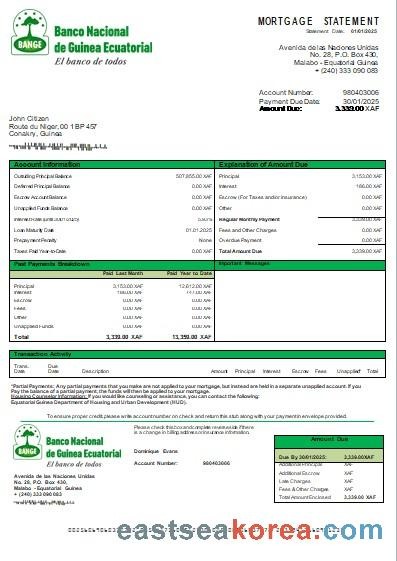 Banco Nacional
de Guinea Ecuatorial
El banco de todos
BANGE
MORTGAGE STATEMENT
Statement Date: 01/01/2025
Avenida de las Naciones Unidas
No. 28, P.O. Box 430,
Malabo - Equatorial Guinea
+ (240) 333 090 083
Account Number: 980403006
Payment Due Date: 30/01/2025
Amount Due: 3,339.00 XAF
John Citizen
Route du Niger,00 1 BP 457
Conakry, Guinea
Account Information
Outstanding Principal Balance 507,855.00 XAF
Deferred Principal Balance 0.00 XAF
Escrow Account Balance 0.00 XAF
Unapplied Funds Balance 0.00 XAF
Interest Rate (until
Loan Maturity Date 01.01.2025
Prepayment Penalty None
Taxes Paid Year-to-Date 0.00 XAF
Explanation of Amount Due
Principal 3,153.00 XAF
Interest 186.00 XAF
Escrow (For Taxes and/or Insurance) 0.00 XAF
Other 0.00 XAF
Regular Monthly Payment 3,339.00 XAF
Fees and Other Charges 0.00 XAF
Overdue Payment 0.00 XAF
Total Amount Due 3,339.00 XAF
Past Payments Breakdown
Paid Last Month Paid Year to Date
Principal 3,153.00 XAF 12,612.00 XAF
Interest 186.00 XAF 747.00 XAF
Escrow 0.00 XAF 0.00 XAF
Fees 0.00 XAF 0.00 XAF
Other 0.00 XAF 0.00 XAF
Unapplied Funds 0.00 XAF 0.00 XAF
Total 3,339.00 XAF 13,359.00 XAF
Important Messages
Transaction Activity
Trans. Date Due Date Description Amount Principal Interest Escrow Fees Unapplied* Total
*Partial Payments: Any partial payments that you make are not applied to your mortgage, but instead are held in a separate unapplied account. If you
Pay the balance of a partial payment, the funds will then be applied to your mortgage.
Housing Counselor Information: If you would like counseling or assistance, you can contact the following:
Equatorial Guinea Department of Housing and Urban Development (HUD).
To ensure proper credit please write account number on check and return this stub along with your payment in envelope provided.
BANGE
Banco Nacional
de Guinea Ecuatorial
El banco de todos
Avenida de las Naciones Unidas
No. 28, P.O. Box 430,
Malabo - Equatorial Guinea
+ (240) 333 090 083
Please check this box and complete reverse side if there
is a change in billing address or insurance information.
Dominique Evans
Account Number: 980403006
Amount Due
Due By 30/01/2025: 3,339.00XAF
Additional Principal XAF
Additional Escrow XAF
Late Charges XAF
Fees & Other Charges XAF
Total Amount Enclosed 3,339.00 XAF
eastseakorea.com